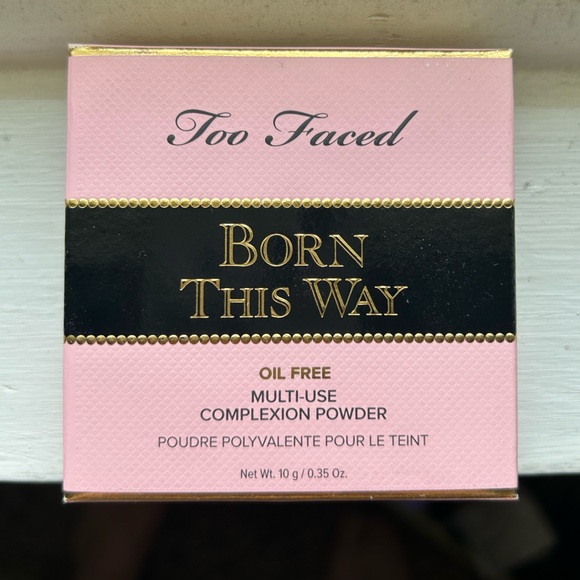 Too Faced
BORN
THIS WAY
OIL FREE
MULTI-USE
COMPLEXION POWDER
POUDRE POLYVALENTE POUR LE TEINT
Net Wt. 10 g / 0.35 Oz.